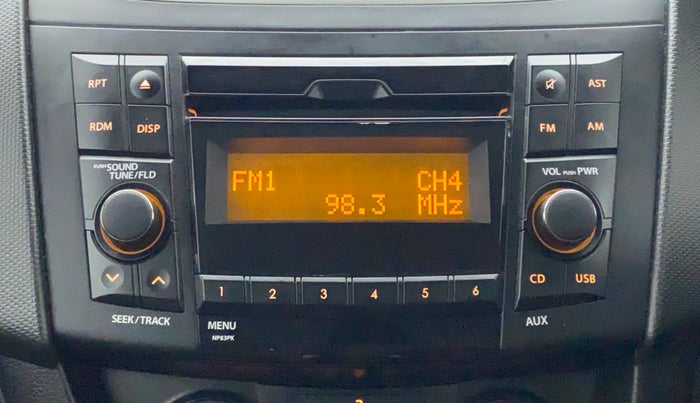 RPT
AST
RDM
DISP
FM
AM
PUSH SOUND
TUNE/FLD
VOL PUSH PWR
FM1 CH4
98.3 MHz
1 2 3 4 5 6
CD USB
SEEK/TRACK
MENU
NP83PK
AUX